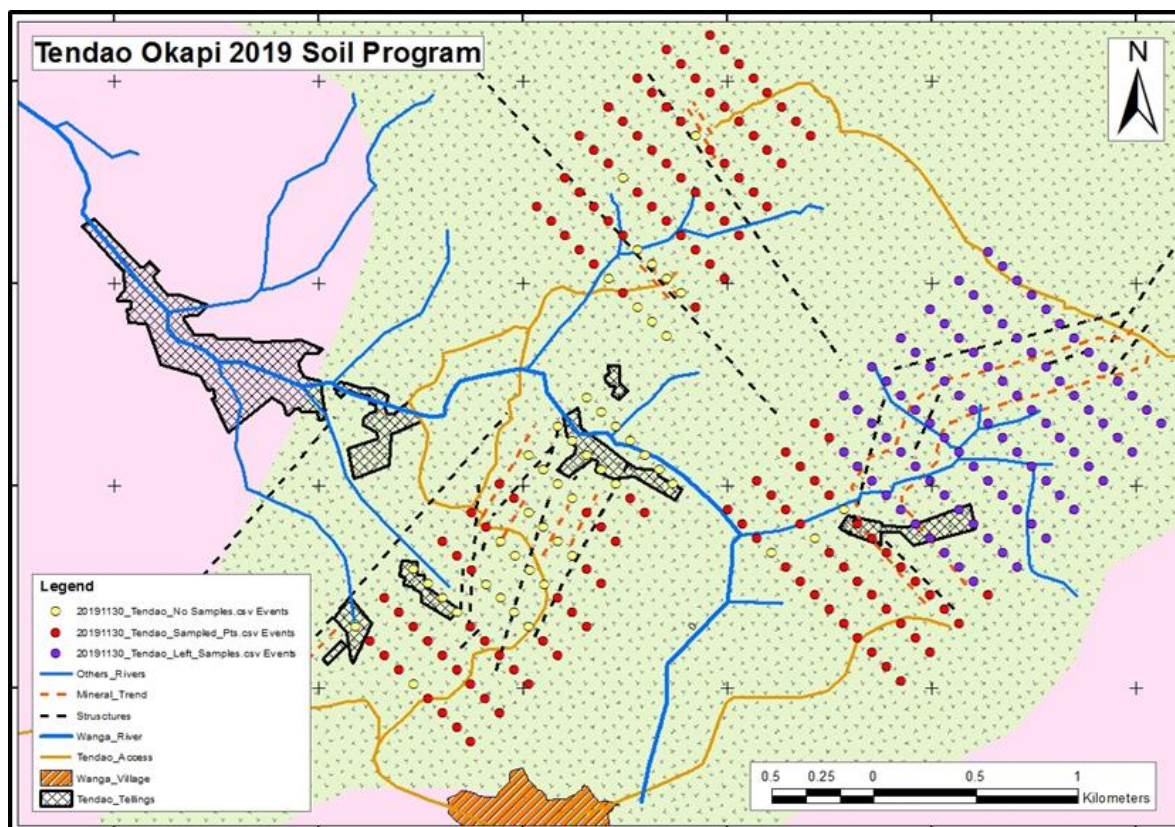 Tendao Okapi 2019 Soil Program
N
Legend
20191130_Tendao_No Samples.csv Events
20191130_Tendao_Sampled_Pts.csv Events
20191130_Tendao_Left_Samples.csv Events
Others_Rivers
Mineral_Trend
Strusctures
Wanga_River
Tendao_Access
Wanga_Village
Tendao_Tellings
0.5 0.25 0 0.5 1
Kilometers